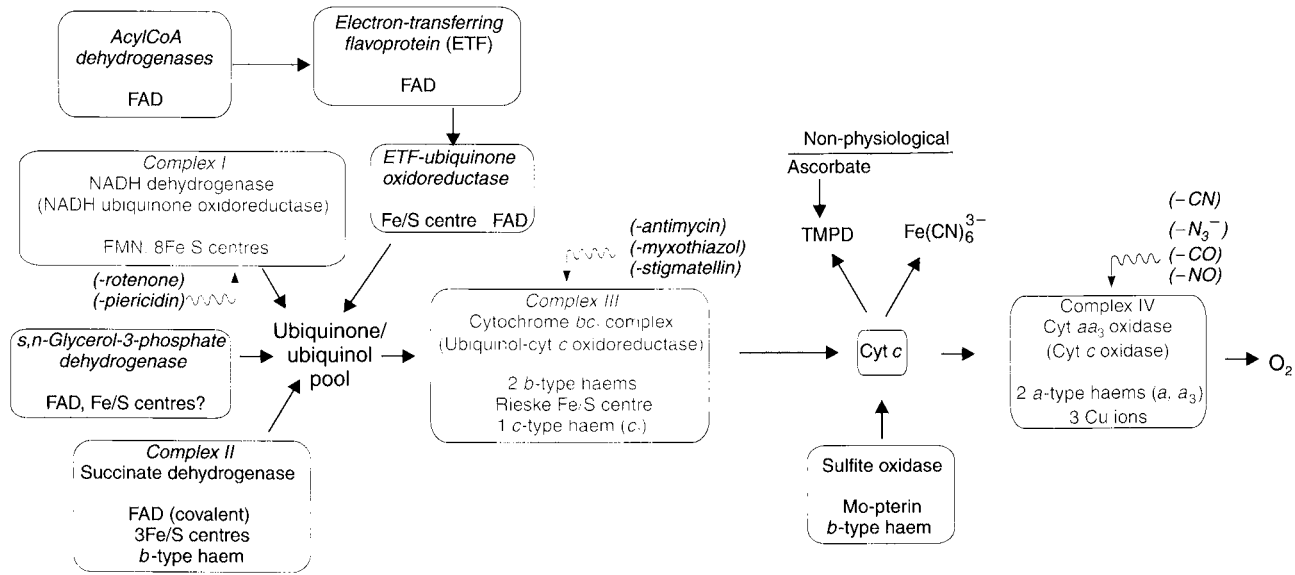 AcylCoA
dehydrogenases
FAD
Electron-transferring
flavoprotein (ETF)
FAD
Complex I
NADH dehydrogenase
(NADH ubiquinone oxidoreductase)
FMN. 8Fe S centres
ETF-ubiquinone
oxidoreductase
Fe/S centre FAD
(-rotenone)
(-piericidin)
s,n-Glycerol-3-phosphate
dehydrogenase
FAD, Fe/S centres?
Complex II
Succinate dehydrogenase
FAD (covalent)
3Fe/S centres
b-type haem
Ubiquinone/
ubiquinol
pool
(-antimycin)
(-myxothiazol)
(-stigmatellin)
Complex III
Cytochrome bc₁ complex
(Ubiquinol-cyt c oxidoreductase)
2 b-type haems
Rieske Fe/S centre
1 c-type haem (c₁)
Non-physiological
Ascorbate
TMPD
Fe(CN)₆³⁻
Cyt c
Sulfite oxidase
Mo-pterin
b-type haem
(-CN)
(-N₃⁻)
(-CO)
(-NO)
Complex IV
Cyt aa₃ oxidase
(Cyt c oxidase)
2 a-type haems (a, a₃)
3 Cu ions
O₂